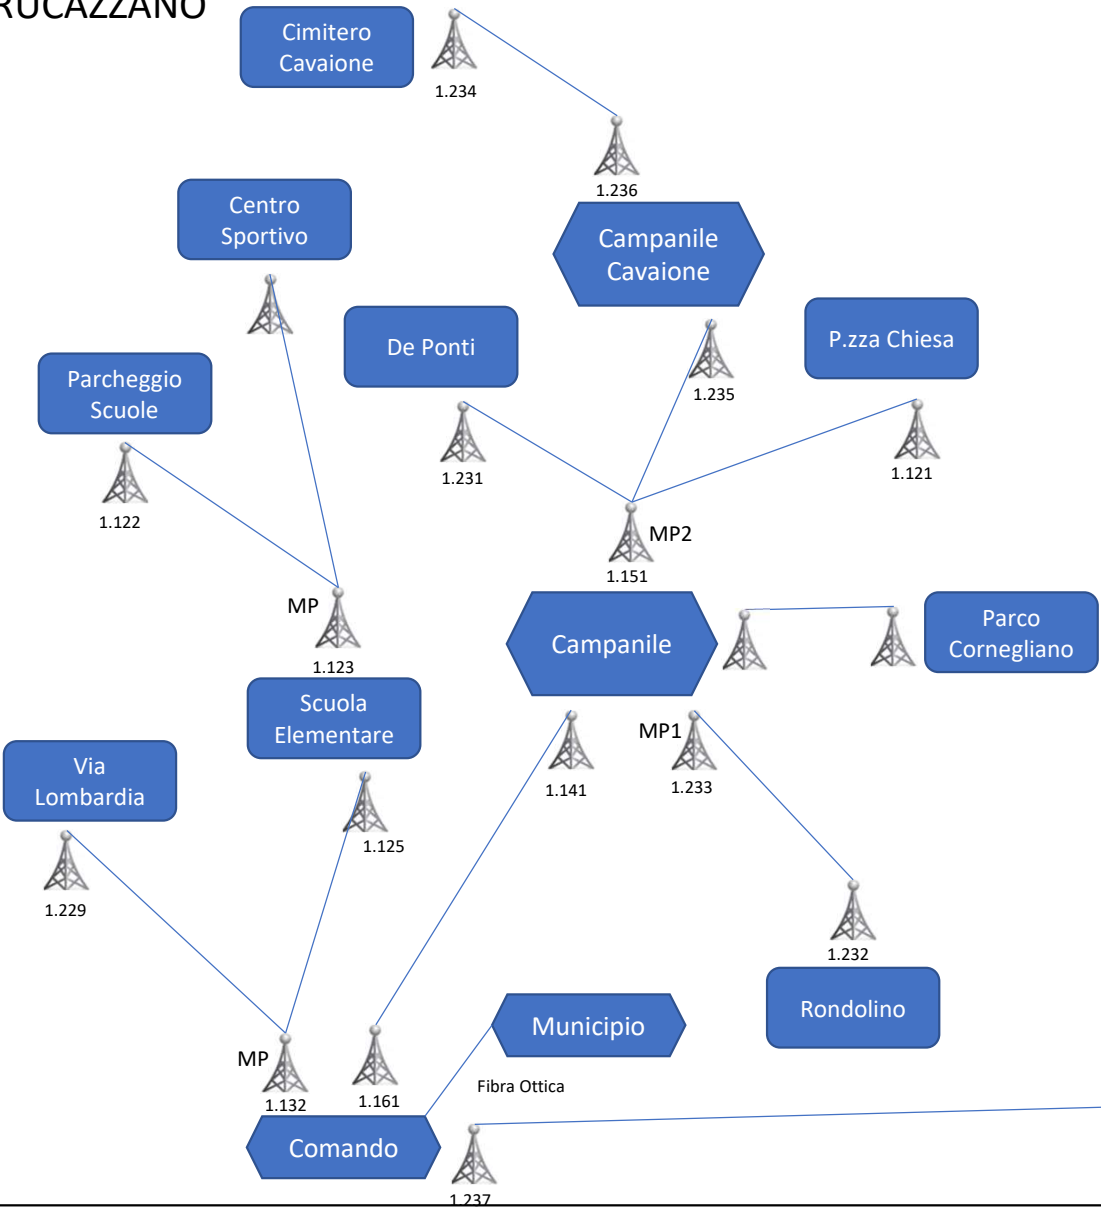 RUCAZZANO
Cimitero
Cavaione
1.234
1.236
Centro
Sportivo
Campanile
Cavaione
De Ponti
P.zza Chiesa
Parcheggio
Scuole
1.235
1.231
1.121
1.122
MP2
1.151
MP
1.123
Campanile
Parco
Cornegliano
Scuola
Elementare
MP1
Via
Lombardia
1.141
1.233
1.125
1.229
1.232
Rondolino
Municipio
MP
Fibra Ottica
1.132
1.161
Comando
1.237